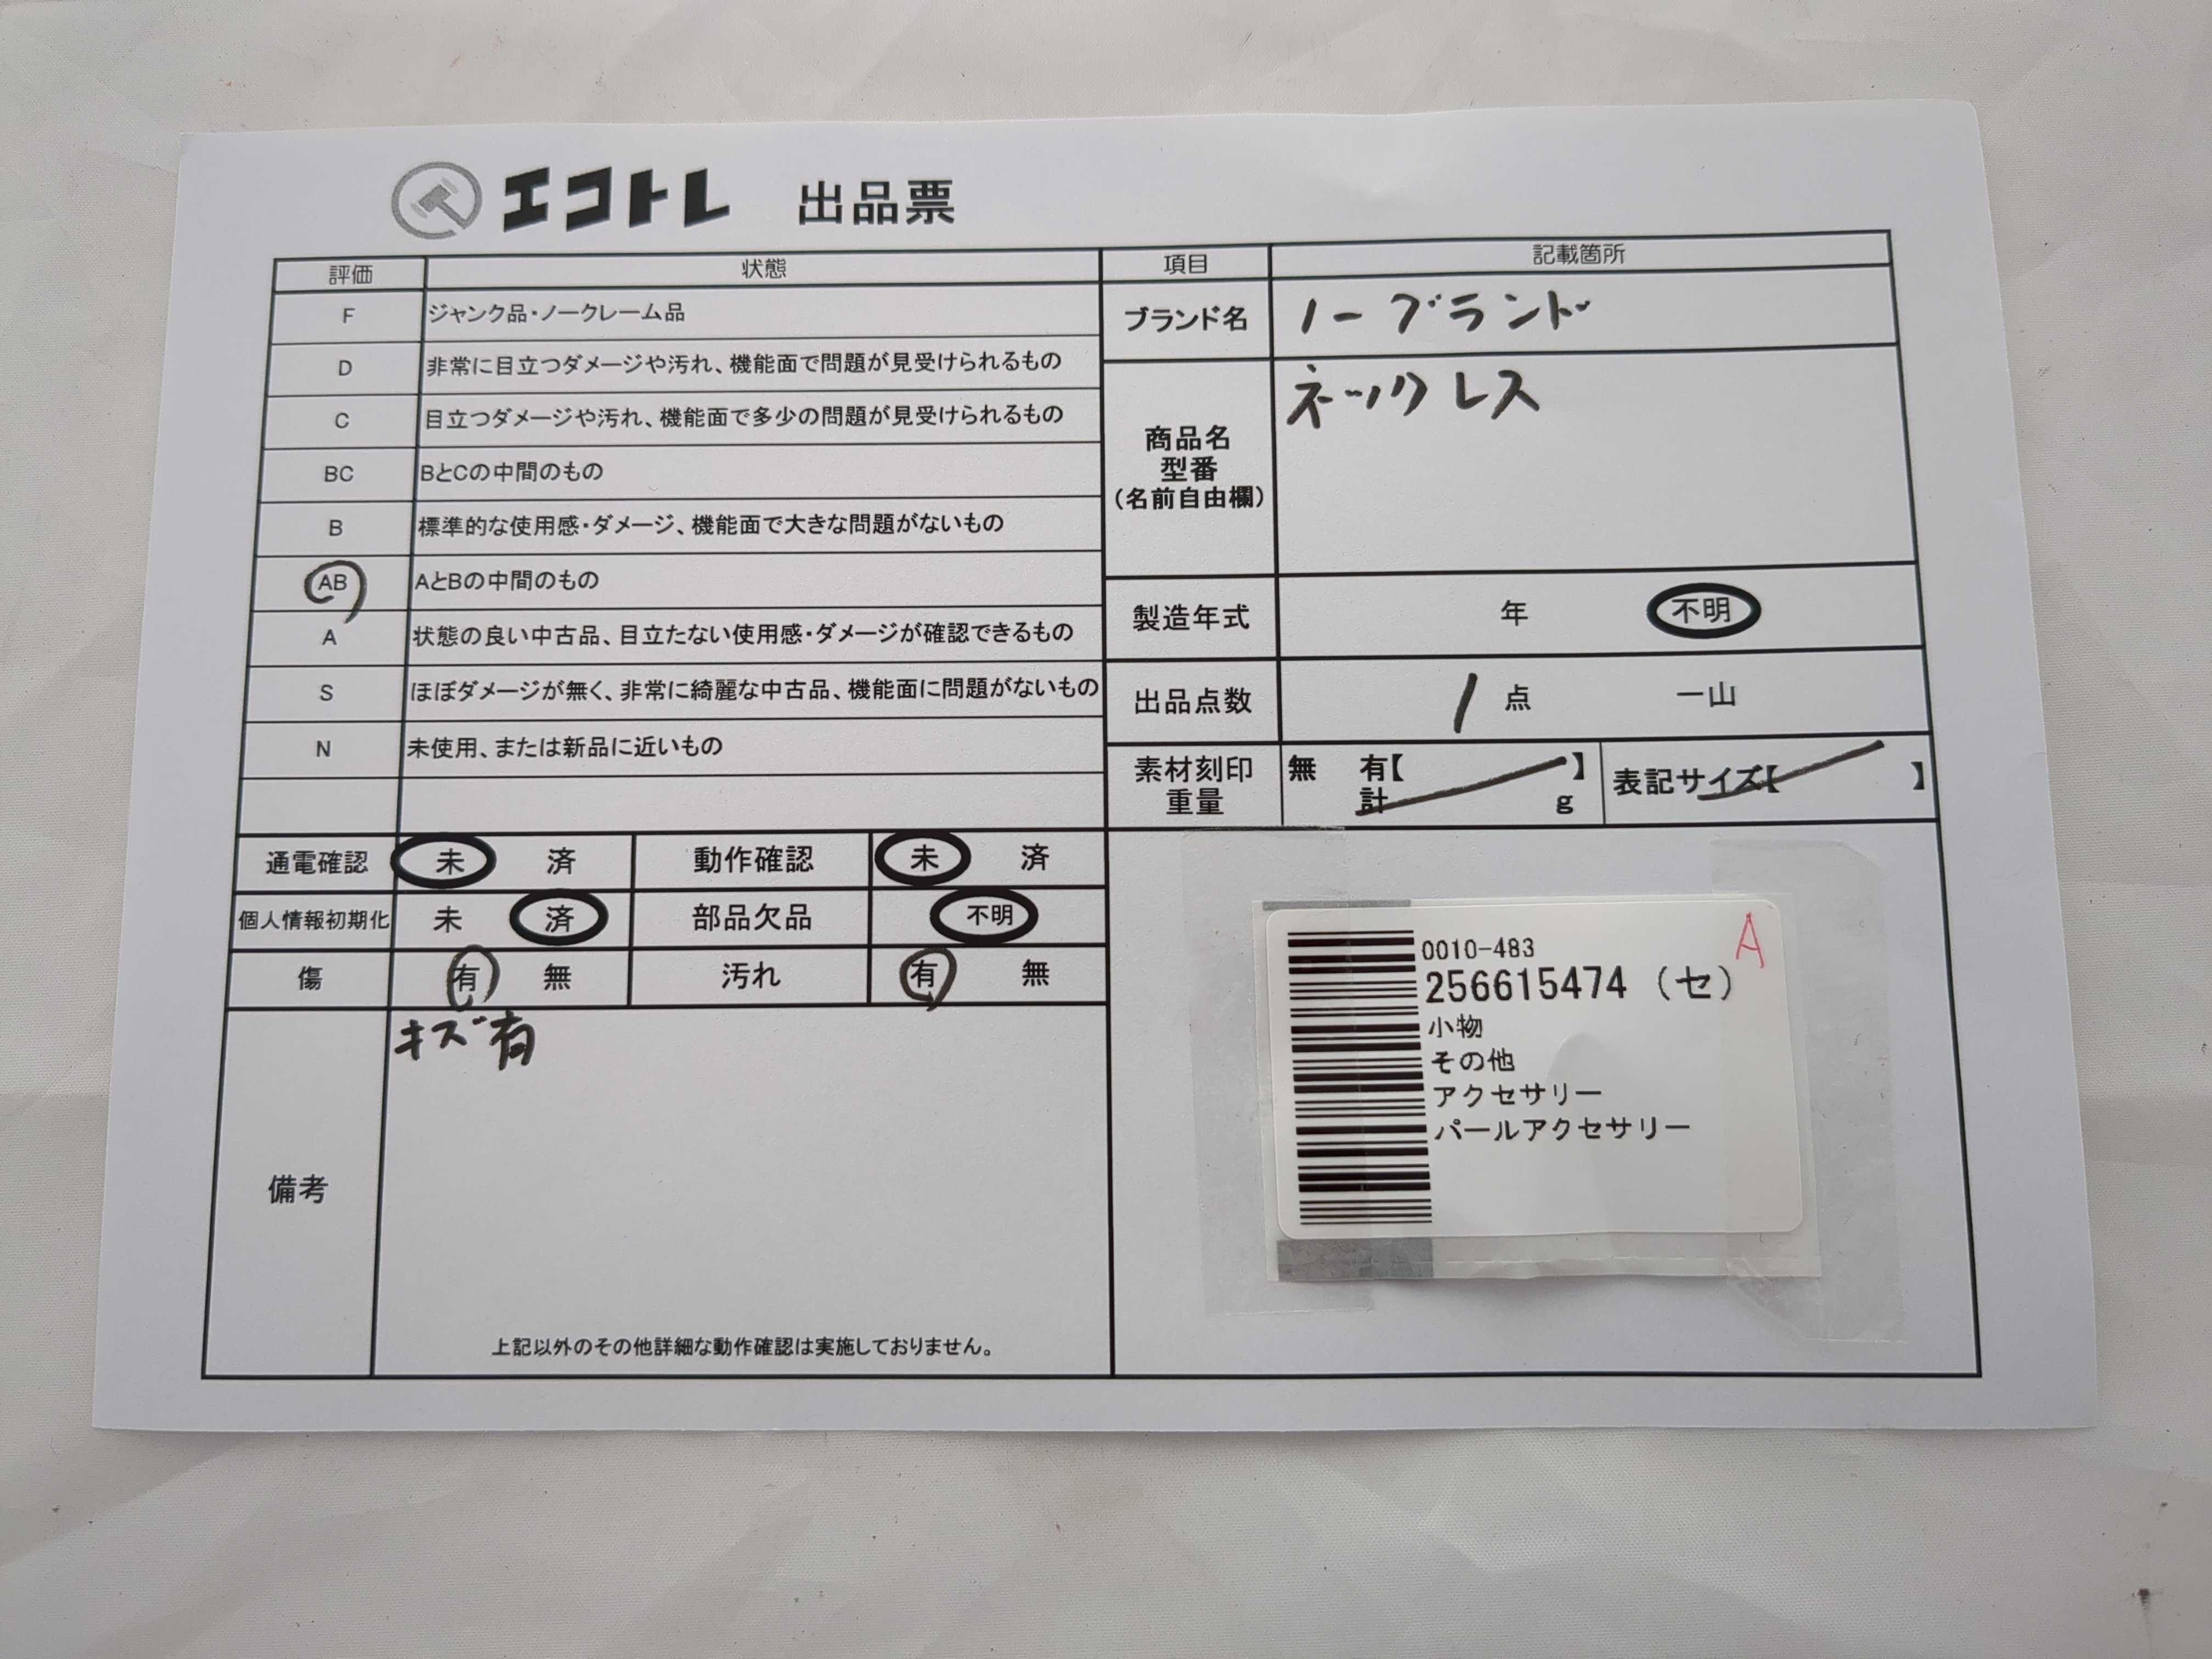 エコトレ 出品票
評価 状態
F ジャンク品・ノークレーム品
D 非常に目立つダメージや汚れ、機能面で問題が見受けられるもの
C 目立つダメージや汚れ、機能面で多少の問題が見受けられるもの
BC BとCの中間のもの
B 標準的な使用感・ダメージ、機能面で大きな問題がないもの
AB AとBの中間のもの
A 状態の良い中古品、目立たない使用感・ダメージが確認できるもの
S ほぼダメージが無く、非常に綺麗な中古品、機能面に問題がないもの
N 未使用、または新品に近いもの
通電確認 未 済 動作確認 未 済
個人情報初期化 未 済 部品欠品 不明
傷 有 無 汚れ 有 無
備考
キズ有
上記以外のその他詳細な動作確認は実施しておりません。
項目 記載箇所
ブランド名 ノーブランド
商品名
型番
(名前自由欄)
ネックレス
製造年式 年 不明
出品点数 1 点 一山
素材刻印 無 有【 】
重量 計 g
表記サイズ【 】
0010-483
A
256615474 (セ)
小物
その他
アクセサリー
パールアクセサリー